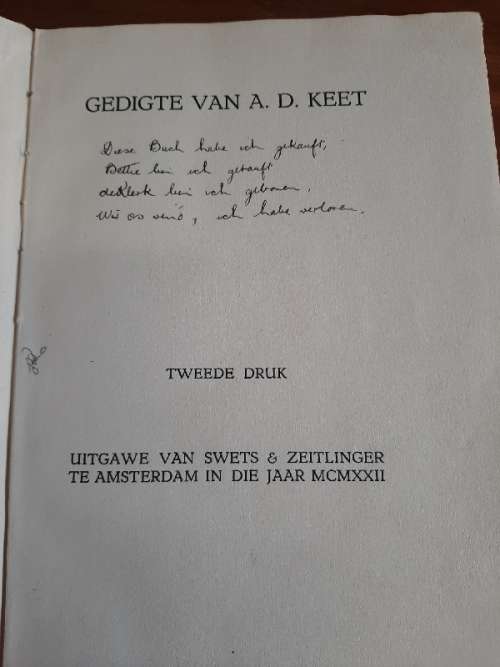 GEDIGTE VAN A. D. KEET
Diese Buch habe ich gekauft,
Bettie bin ich getauft
deKlerk bin ich geboren.
ich habe verloren.
TWEEDE DRUK
UITGAWE VAN SWETS & ZEITLINGER
TE AMSTERDAM IN DIE JAAR MCMXXII